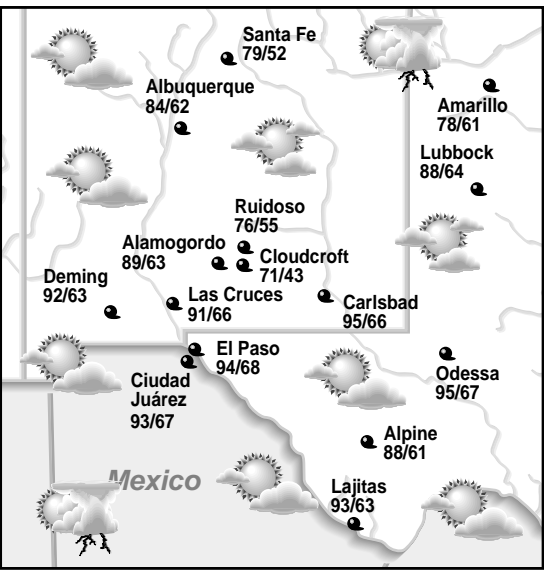 Santa Fe
79/52
Albuquerque
84/62
Amarillo
78/61
Lubbock
88/64
Ruidoso
76/55
Alamogordo
89/63
Cloudcroft
71/43
Deming
92/63
Las Cruces
91/66
Carlsbad
95/66
El Paso
94/68
Ciudad
Juárez
93/67
Odessa
95/67
Alpine
88/61
Mexico
Lajitas
93/63